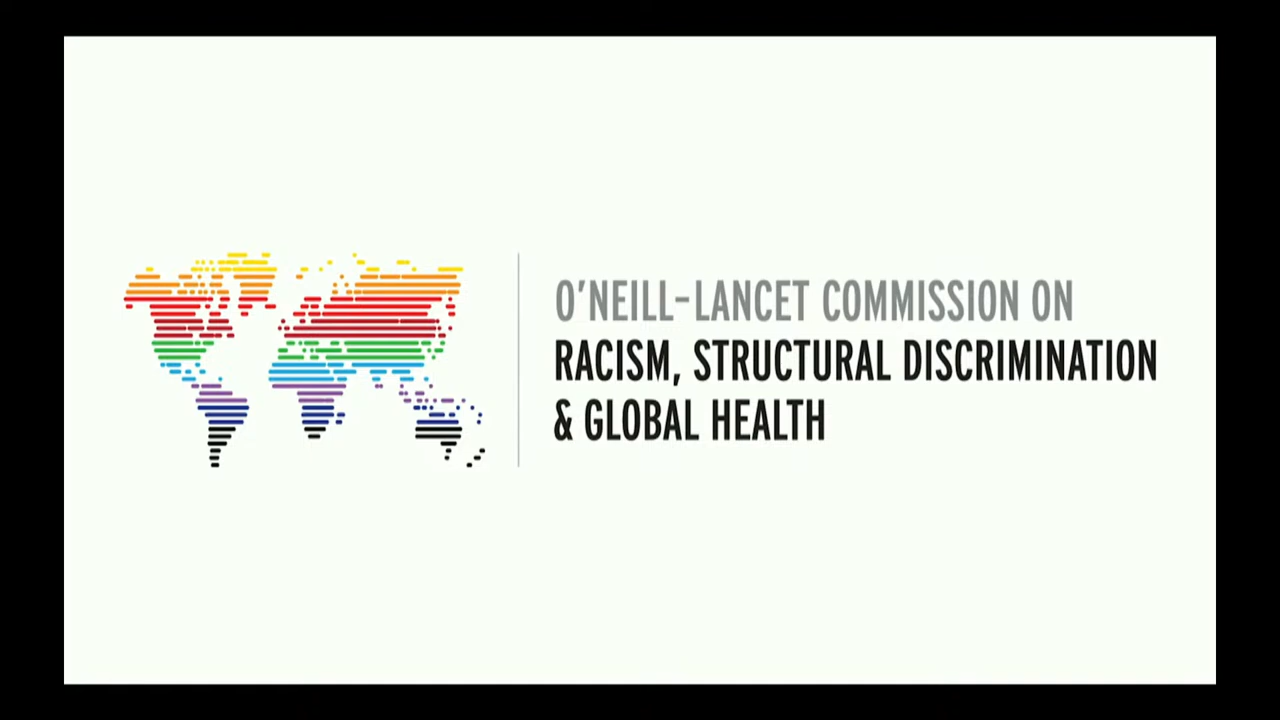 O'NEILL-LANCET COMMISSION ON
RACISM, STRUCTURAL DISCRIMINATION
& GLOBAL HEALTH